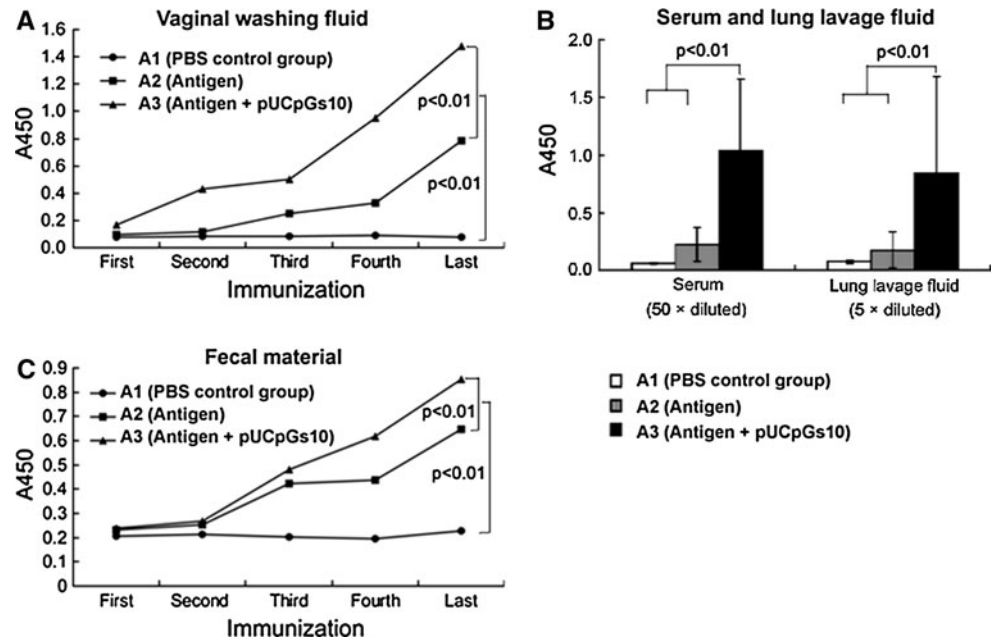 A
Vaginal washing fluid
1.6
1.4
1.2
1.0
0.8
0.6
0.4
0.2
0.0
A450
A1 (PBS control group)
A2 (Antigen)
A3 (Antigen + pUCpGs10)
p<0.01
p<0.01
First Second Third Fourth Last
Immunization
B
Serum and lung lavage fluid
2.0
1.5
1.0
0.5
0.0
A450
p<0.01
p<0.01
Serum
(50 × diluted)
Lung lavage fluid
(5 × diluted)
C
Fecal material
0.9
0.8
0.7
0.6
0.5
0.4
0.3
0.2
0.1
0
A450
A1 (PBS control group)
A2 (Antigen)
A3 (Antigen + pUCpGs10)
p<0.01
p<0.01
First Second Third Fourth Last
Immunization
A1 (PBS control group)
A2 (Antigen)
A3 (Antigen + pUCpGs10)